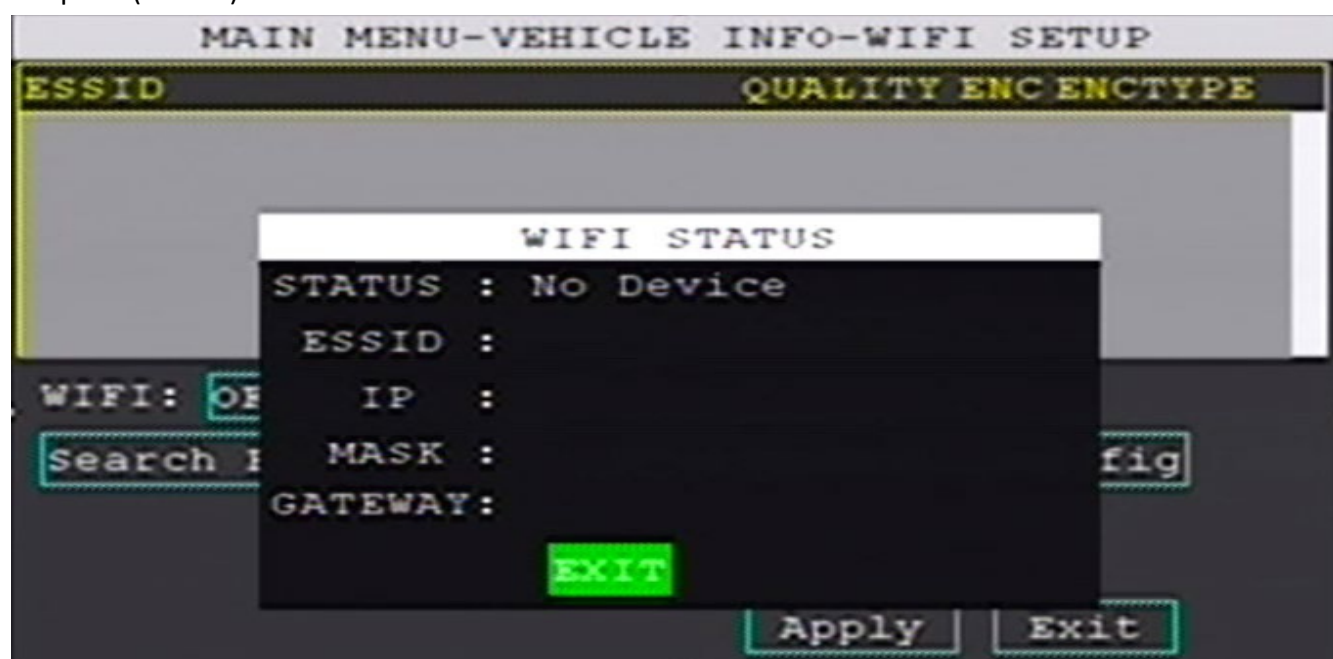 MAIN MENU-VEHICLE INFO-WIFI SETUP
ESSID QUALITY ENC ENCTYPE
WIFI STATUS
STATUS : No Device
ESSID :
WIFI:
IP :
Search
MASK :
fig
GATEWAY:
EXIT
Apply Exit